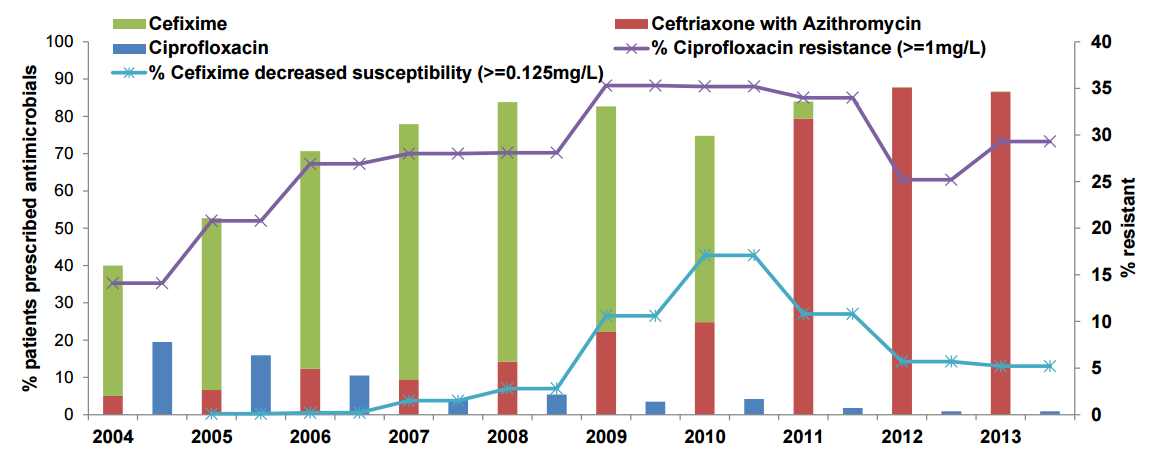 Cefixime
Ceftriaxone with Azithromycin
Ciprofloxacin
% Ciprofloxacin resistance (>=1mg/L)
% Cefixime decreased susceptibility (>=0.125mg/L)
% patients prescribed antimicrobials
100
90
80
70
60
50
40
30
20
10
0
40
35
30
25
20
15
10
5
0
% resistant
2004 2005 2006 2007 2008 2009 2010 2011 2012 2013